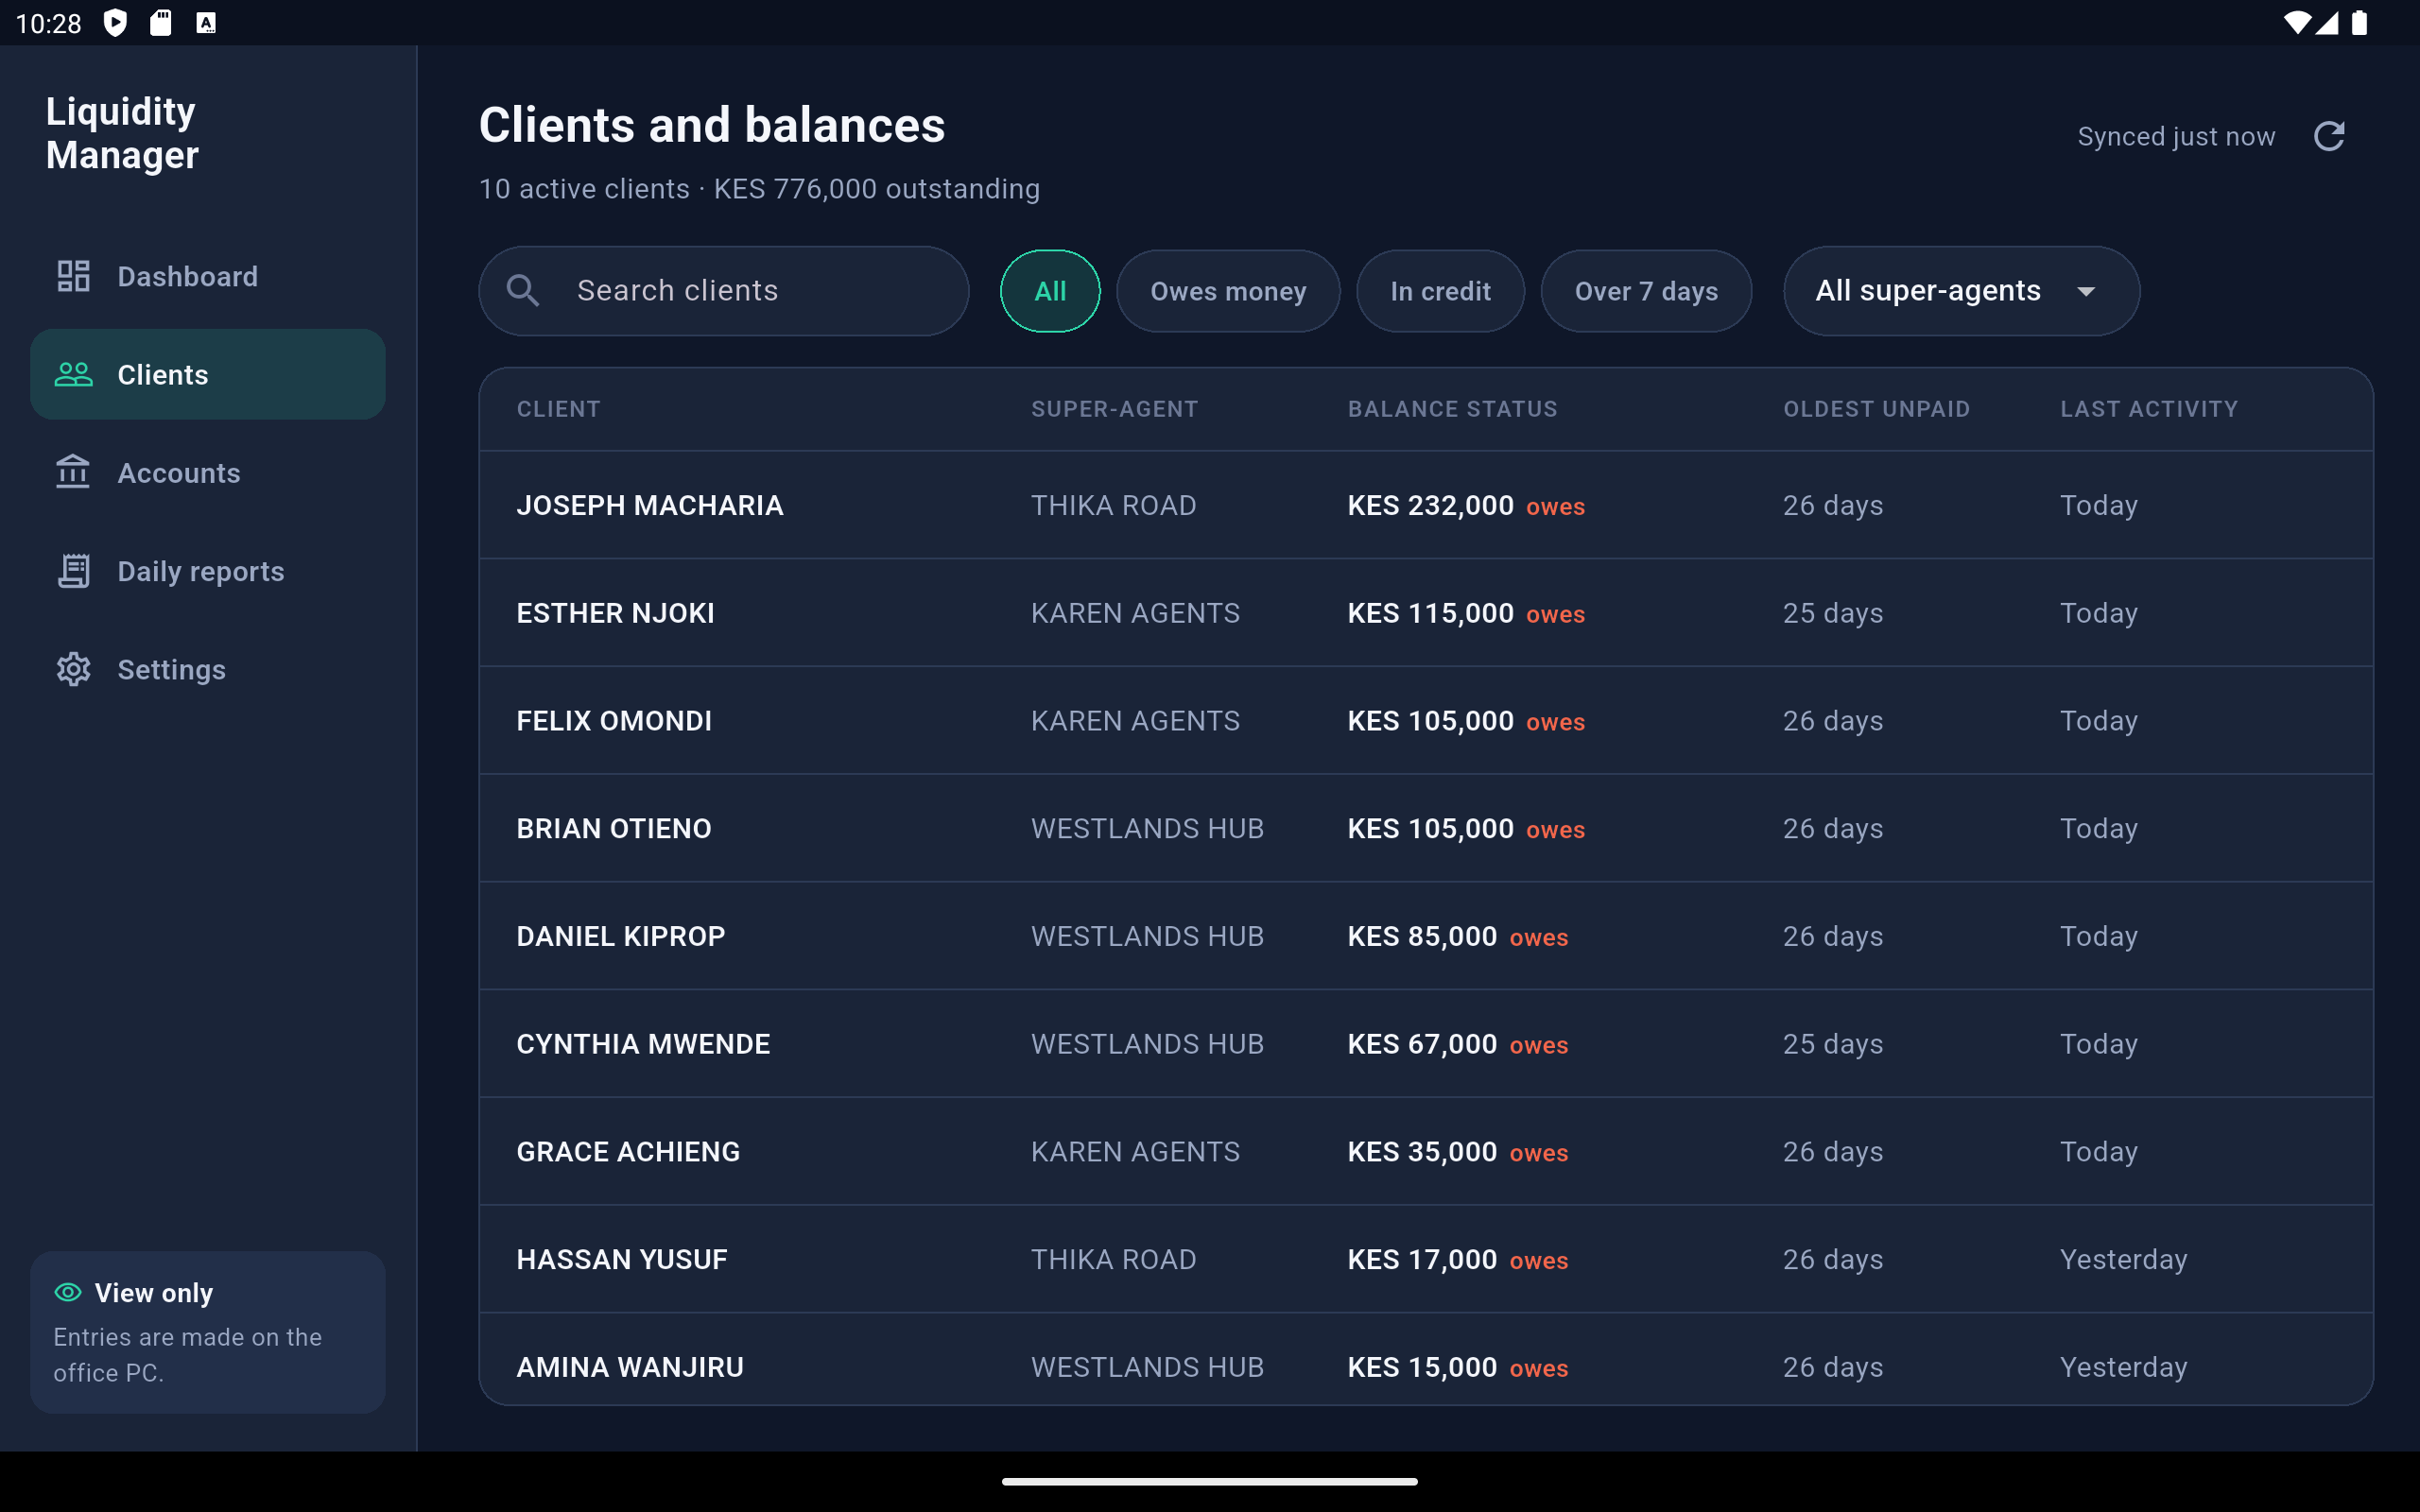 10:28
Liquidity
Manager
Dashboard
Clients
Accounts
Daily reports
Settings
View only
Entries are made on the
office PC.
Clients and balances
Synced just now
10 active clients · KES 776,000 outstanding
Search clients All Owes money In credit Over 7 days All super-agents
CLIENT SUPER-AGENT BALANCE STATUS OLDEST UNPAID LAST ACTIVITY
JOSEPH MACHARIA THIKA ROAD KES 232,000 owes 26 days Today
ESTHER NJOKI KAREN AGENTS KES 115,000 owes 25 days Today
FELIX OMONDI KAREN AGENTS KES 105,000 owes 26 days Today
BRIAN OTIENO WESTLANDS HUB KES 105,000 owes 26 days Today
DANIEL KIPROP WESTLANDS HUB KES 85,000 owes 26 days Today
CYNTHIA MWENDE WESTLANDS HUB KES 67,000 owes 25 days Today
GRACE ACHIENG KAREN AGENTS KES 35,000 owes 26 days Today
HASSAN YUSUF THIKA ROAD KES 17,000 owes 26 days Yesterday
AMINA WANJIRU WESTLANDS HUB KES 15,000 owes 26 days Yesterday